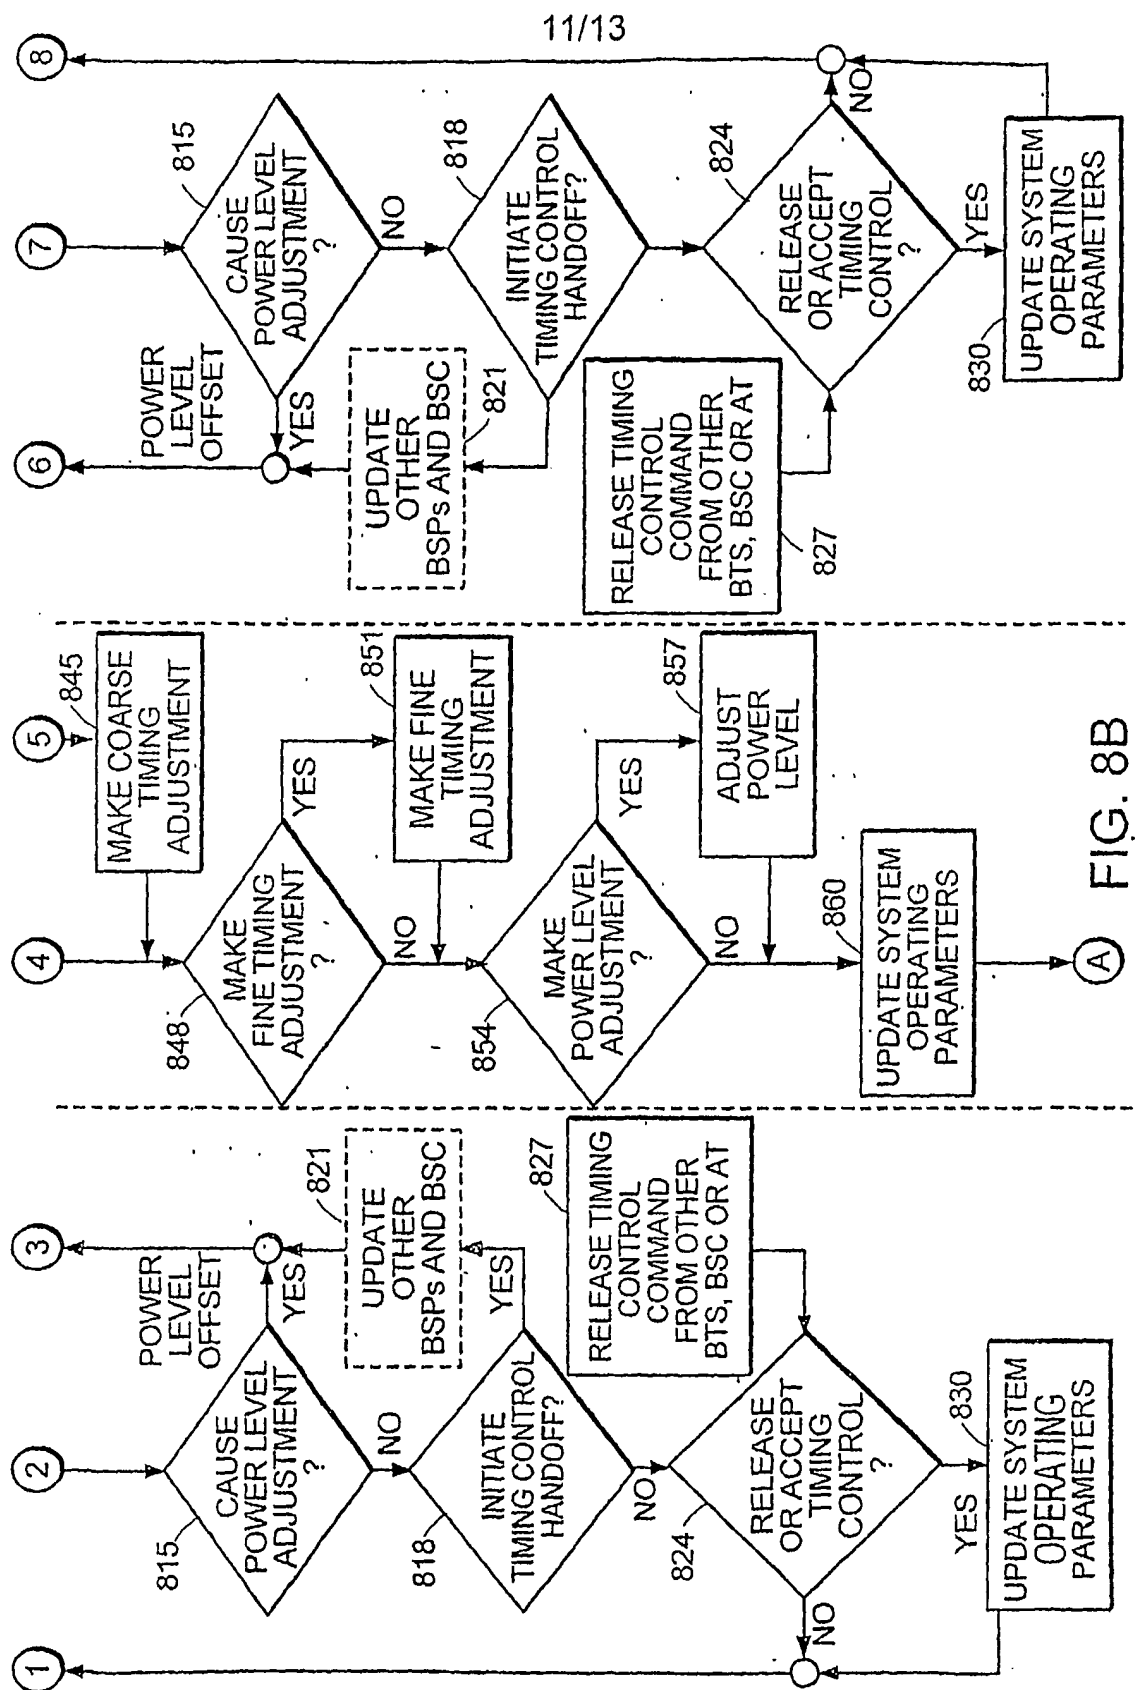 11/13
1
2
3
815
CAUSE
POWER LEVEL
ADJUSTMENT
?
YES
POWER
LEVEL
OFFSET
NO
821
UPDATE
OTHER
BSPs AND BSC
818
INITIATE
TIMING CONTROL
HANDOFF?
YES
NO
827
RELEASE TIMING
CONTROL
COMMAND
FROM OTHER
BTS, BSC OR AT
824
RELEASE
OR ACCEPT
TIMING
CONTROL
?
NO
YES
830
UPDATE SYSTEM
OPERATING
PARAMETERS
4
5
845
MAKE COARSE
TIMING
ADJUSTMENT
848
MAKE
FINE TIMING
ADJUSTMENT
?
YES
NO
851
MAKE FINE
TIMING
ADJUSTMENT
854
MAKE
POWER LEVEL
ADJUSTMENT
?
YES
NO
857
ADJUST
POWER
LEVEL
860
UPDATE SYSTEM
OPERATING
PARAMETERS
A
6
7
8
POWER
LEVEL
OFFSET
815
CAUSE
POWER LEVEL
ADJUSTMENT
?
YES
NO
821
UPDATE
OTHER
BSPs AND BSC
818
INITIATE
TIMING CONTROL
HANDOFF?
827
RELEASE TIMING
CONTROL
COMMAND
FROM OTHER
BTS, BSC OR AT
824
RELEASE
OR ACCEPT
TIMING
CONTROL
?
NO
YES
830
UPDATE SYSTEM
OPERATING
PARAMETERS
FIG. 8B